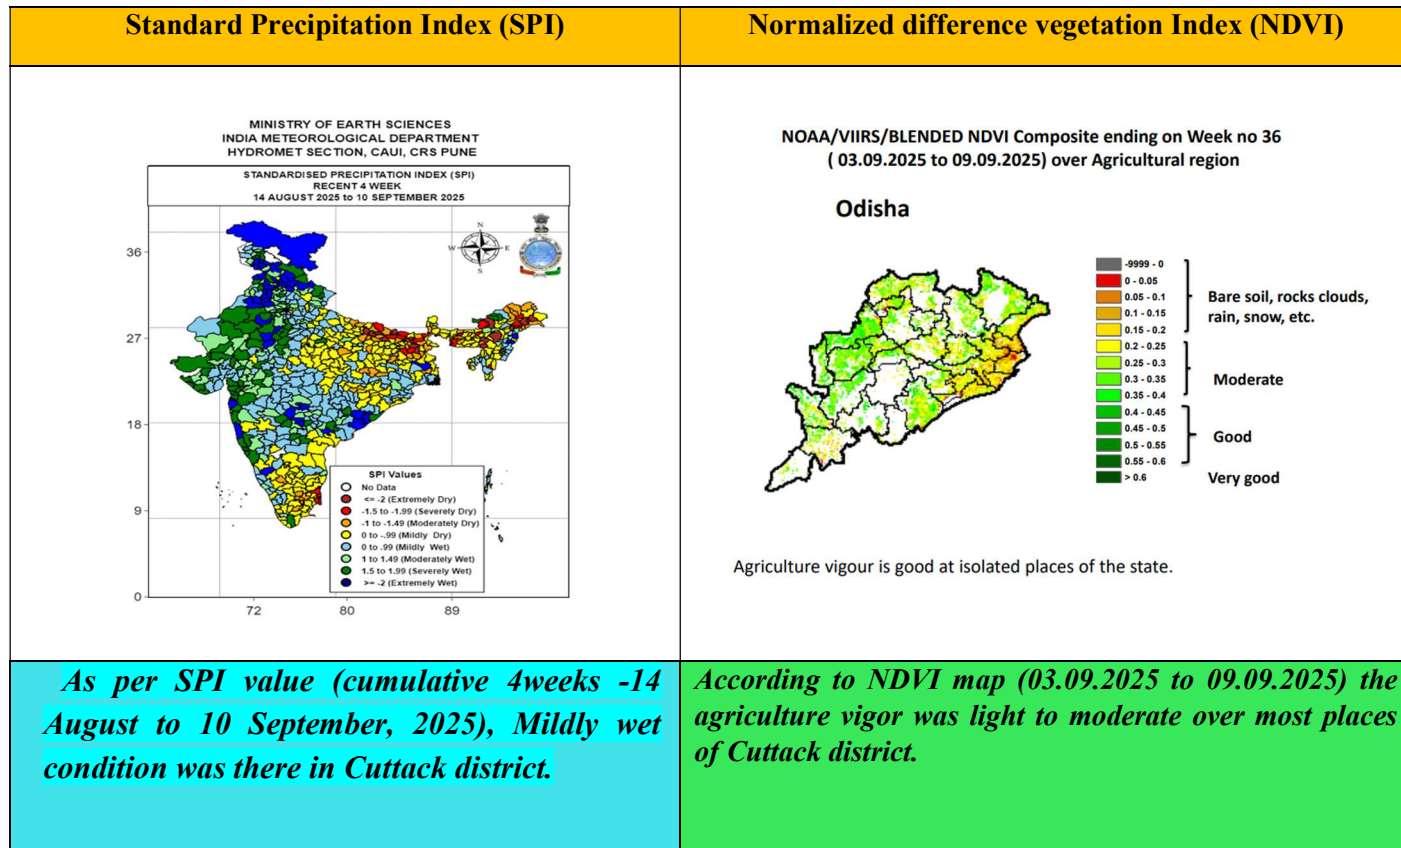 Standard Precipitation Index (SPI)
MINISTRY OF EARTH SCIENCES
INDIA METEOROLOGICAL DEPARTMENT
HYDROMET SECTION, CAUI, CRS PUNE
STANDARDISED PRECIPITATION INDEX (SPI)
RECENT 4 WEEK
14 AUGUST 2025 to 10 SEPTEMBER 2025
N
W E
S
36
27
18
9
0
72 80 89
SPI Values
No Data
<= -2 (Extremely Dry)
-1.5 to -1.99 (Severely Dry)
-1 to -1.49 (Moderately Dry)
0 to -.99 (Mildly Dry)
0 to .99 (Mildly Wet)
1 to 1.49 (Moderately Wet)
1.5 to 1.99 (Severely Wet)
>= -2 (Extremely Wet)
As per SPI value (cumulative 4weeks -14
August to 10 September, 2025), Mildly wet
condition was there in Cuttack district.
Normalized difference vegetation Index (NDVI)
NOAA/VIIRS/BLENDED NDVI Composite ending on Week no 36
( 03.09.2025 to 09.09.2025) over Agricultural region
Odisha
-9999 - 0
0 - 0.05
0.05 - 0.1
0.1 - 0.15
0.15 - 0.2
0.2 - 0.25
0.25 - 0.3
0.3 - 0.35
0.35 - 0.4
0.4 - 0.45
0.45 - 0.5
0.5 - 0.55
0.55 - 0.6
> 0.6
Bare soil, rocks clouds,
rain, snow, etc.
Moderate
Good
Very good
Agriculture vigour is good at isolated places of the state.
According to NDVI map (03.09.2025 to 09.09.2025) the
agriculture vigor was light to moderate over most places
of Cuttack district.